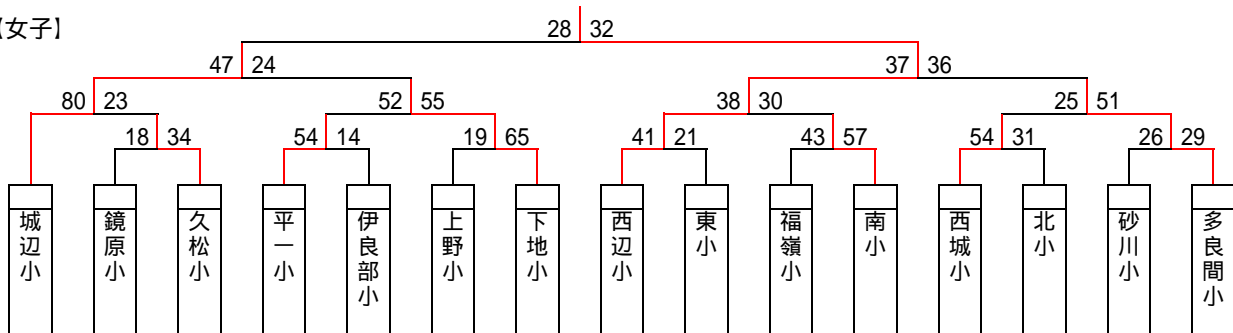 【女子】
28 32
47 24 37 36
80 23 52 55 38 30 25 51
18 34 54 14 19 65 41 21 43 57 54 31 26 29
城辺小
鏡原小
久松小
平一小
伊良部小
上野小
下地小
西辺小
東小
福嶺小
南小
西城小
北小
砂川小
多良間小